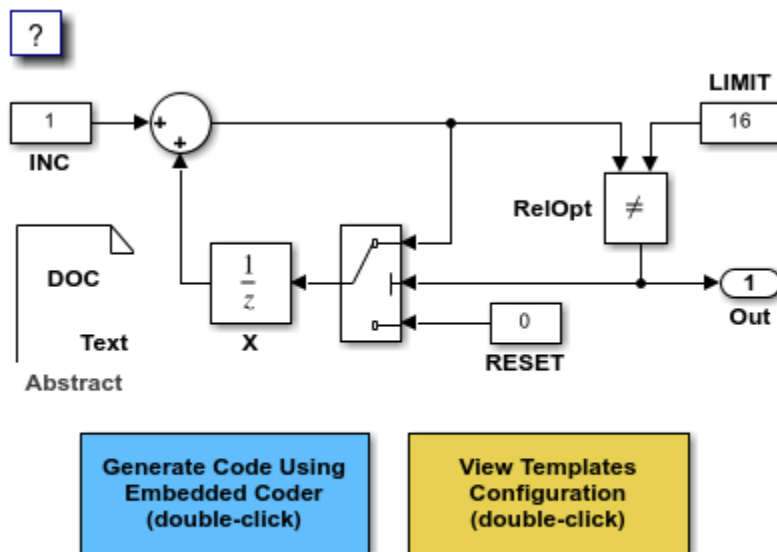 ?
LIMIT
1
16
INC
RelOpt
≠
DOC
Text
Abstract
1
z
X
0
RESET
1
Out
Generate Code Using
Embedded Coder
(double-click)
View Templates
Configuration
(double-click)